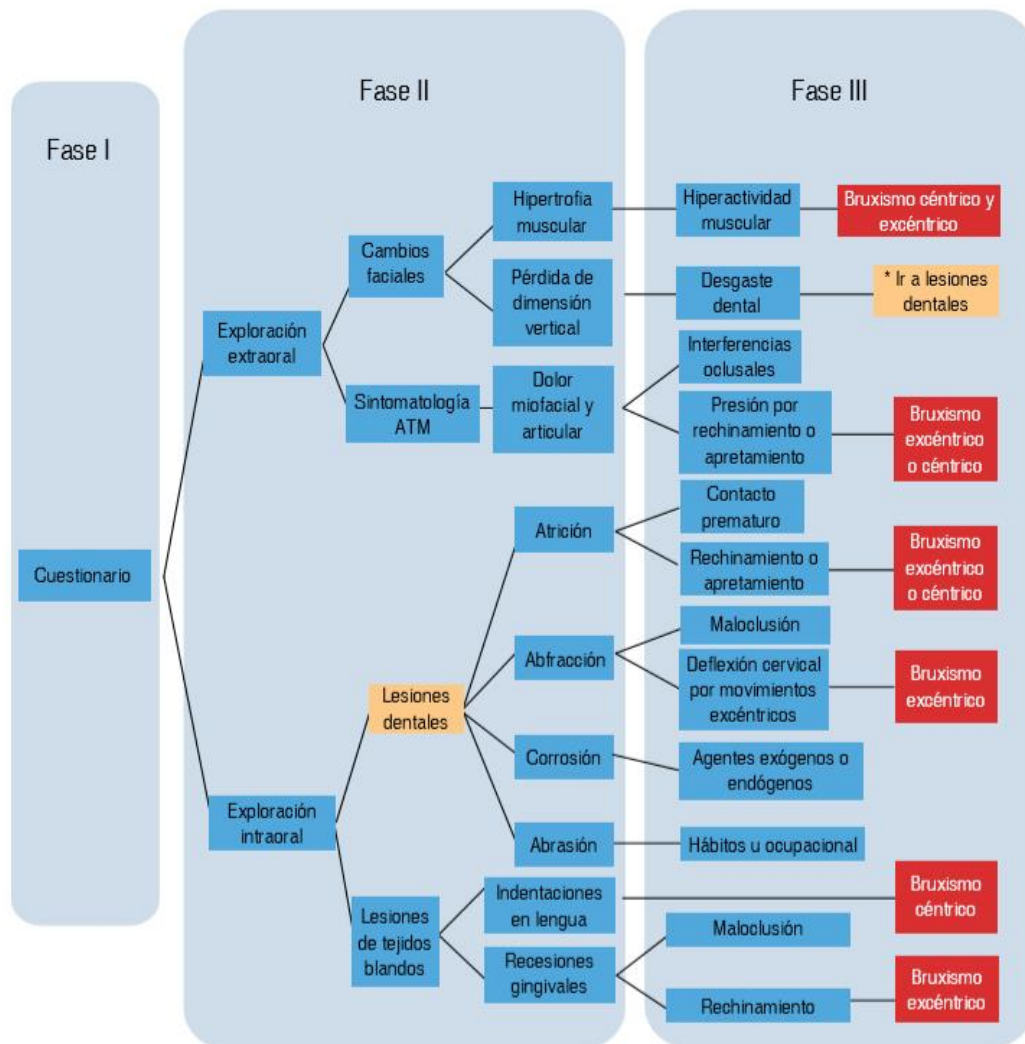 Fase I
Cuestionario
Fase II
Exploración
extraoral
Cambios
faciales
Hipertrofia
muscular
Pérdida de
dimensión
vertical
Sintomatología
ATM
Dolor
miofacial y
articular
Exploración
intraoral
Lesiones
dentales
Atrición
Abfracción
Corrosión
Abrasión
Lesiones
de tejidos
blandos
Indentaciones
en lengua
Recesiones
gingivales
Fase III
Hiperactividad
muscular
Bruxismo céntrico y
excéntrico
Desgaste
dental
* Ir a lesiones
dentales
Interferencias
oclusales
Presión por
rechinamiento o
apretamiento
Bruxismo
excéntrico
o céntrico
Contacto
prematuro
Rechinamiento o
apretamiento
Bruxismo
excéntrico
o céntrico
Maloclusión
Deflexión cervical
por movimientos
excéntricos
Bruxismo
excéntrico
Agentes exógenos o
endógenos
Hábitos u ocupacional
Bruxismo
céntrico
Maloclusión
Rechinamiento
Bruxismo
excéntrico